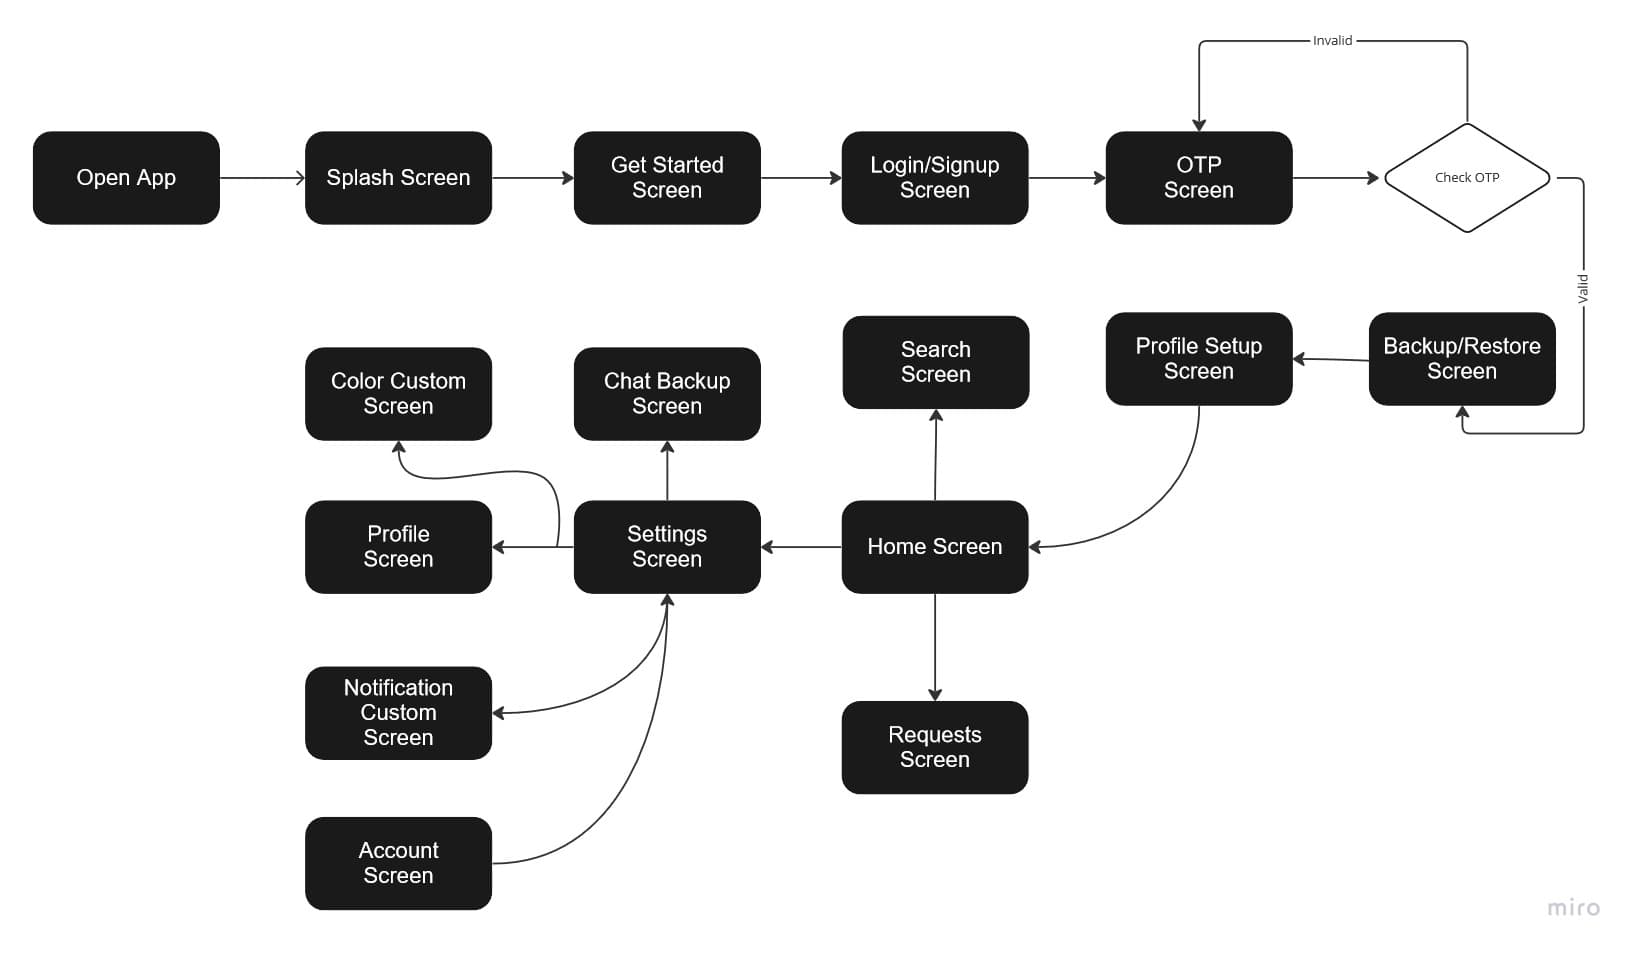 Invalid
Open App
Splash Screen
Get Started
Screen
Login/Signup
Screen
OTP
Screen
Check OTP
Valid
Color Custom
Screen
Chat Backup
Screen
Search
Screen
Profile Setup
Screen
Backup/Restore
Screen
Profile
Screen
Settings
Screen
Home Screen
Notification
Custom
Screen
Requests
Screen
Account
Screen
miro